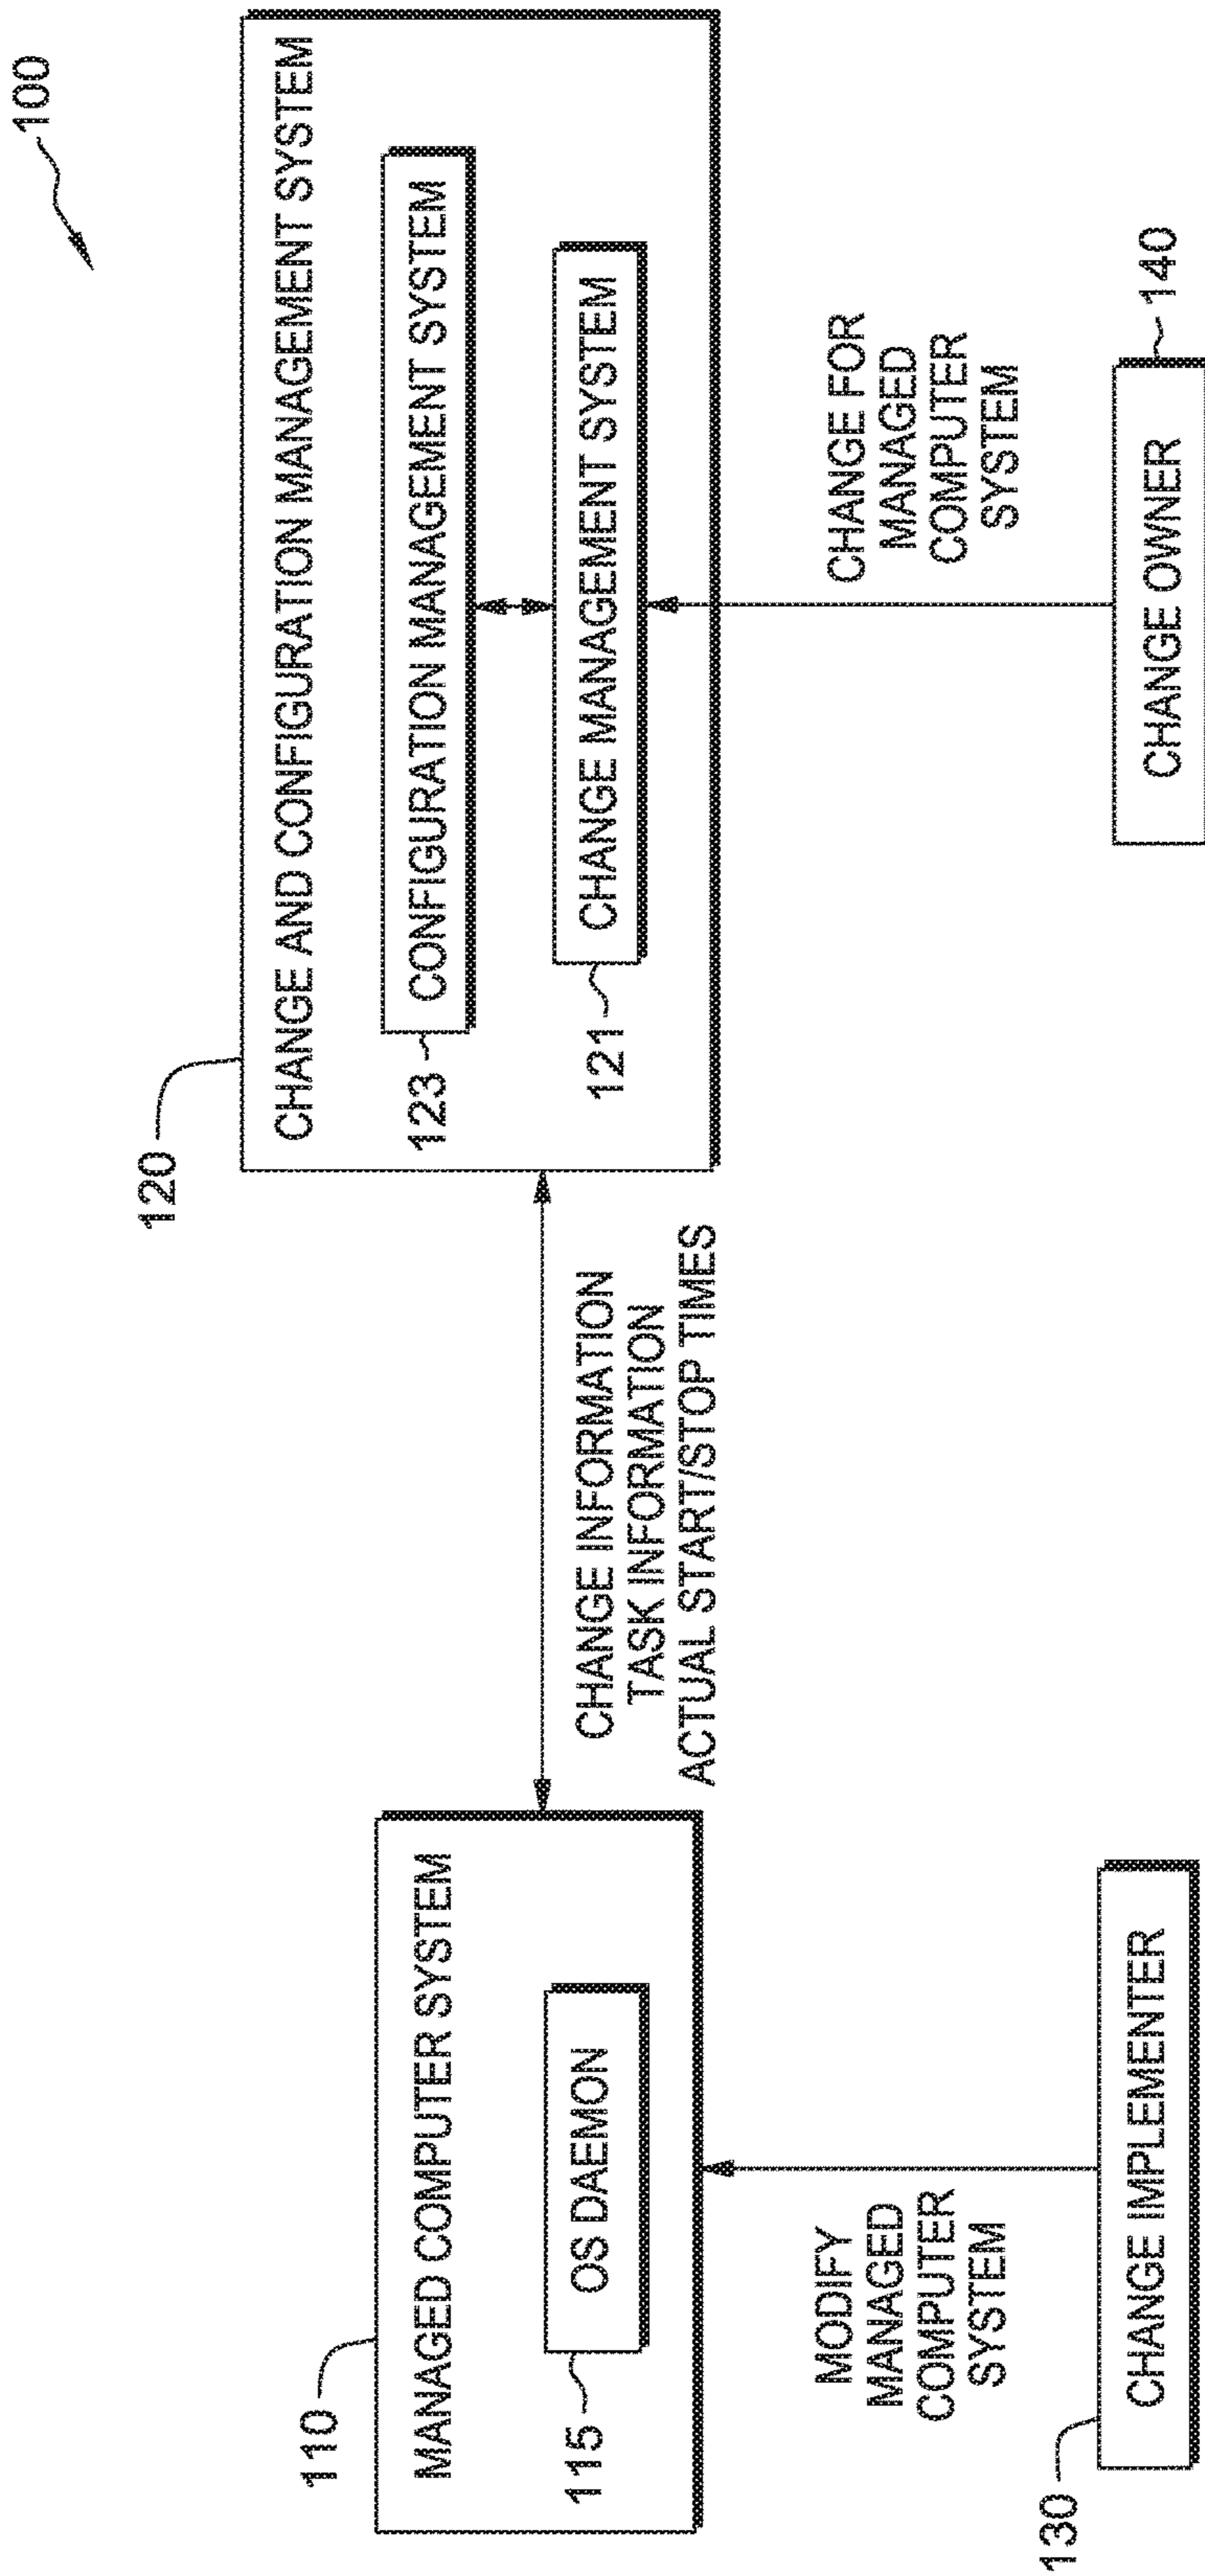 100
120
CHANGE AND CONFIGURATION MANAGEMENT SYSTEM
123
CONFIGURATION MANAGEMENT SYSTEM
121
CHANGE MANAGEMENT SYSTEM
110
MANAGED COMPUTER SYSTEM
115
OS DAEMON
CHANGE INFORMATION
TASK INFORMATION
ACTUAL START/STOP TIMES
MODIFY
MANAGED
COMPUTER
SYSTEM
CHANGE FOR
MANAGED
COMPUTER
SYSTEM
130
CHANGE IMPLEMENTER
CHANGE OWNER
140